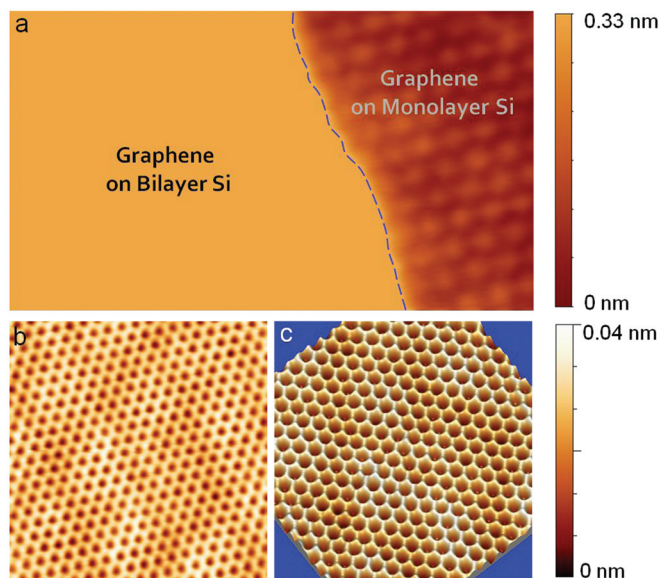 a
Graphene
on Bilayer Si
Graphene
on Monolayer Si
0.33 nm
0 nm
b
c
0.04 nm
0 nm